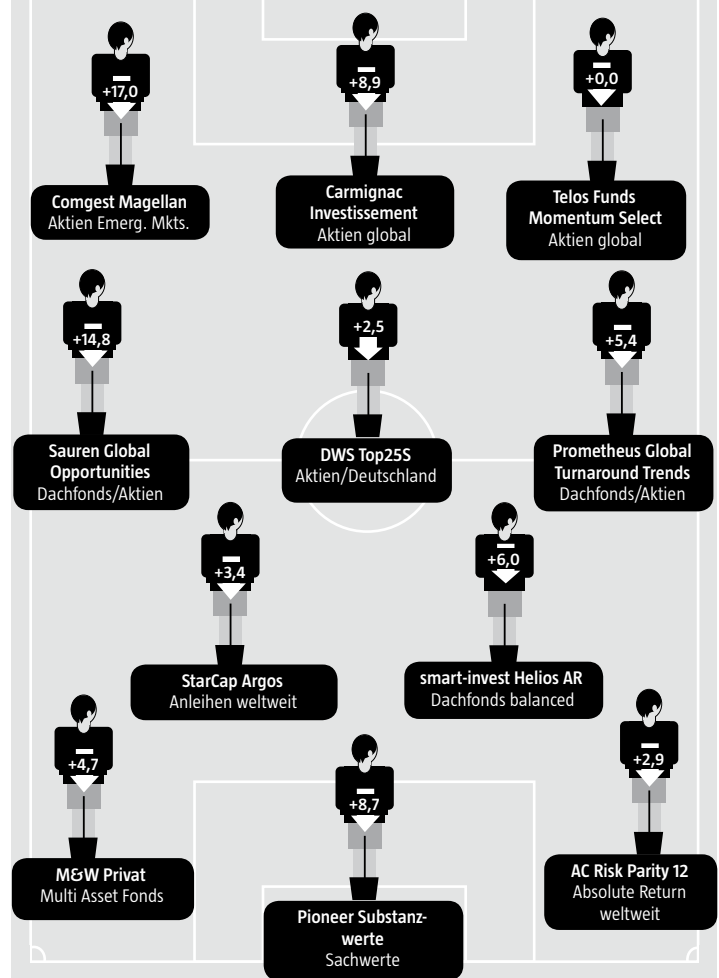 +17,0
Comgest Magellan
Aktien Emerg. Mkts.
+8,9
Carmignac
Investissement
Aktien global
+0,0
Telos Funds
Momentum Select
Aktien global
+14,8
Sauren Global
Opportunities
Dachfonds/Aktien
+2,5
DWS Top25S
Aktien/Deutschland
+5,4
Prometheus Global
Turnaround Trends
Dachfonds/Aktien
+3,4
StarCap Argos
Anleihen weltweit
+6,0
smart-invest Helios AR
Dachfonds balanced
+4,7
M&W Privat
Multi Asset Fonds
+8,7
Pioneer Substanz-
werte
Sachwerte
+2,9
AC Risk Parity 12
Absolute Return
weltweit